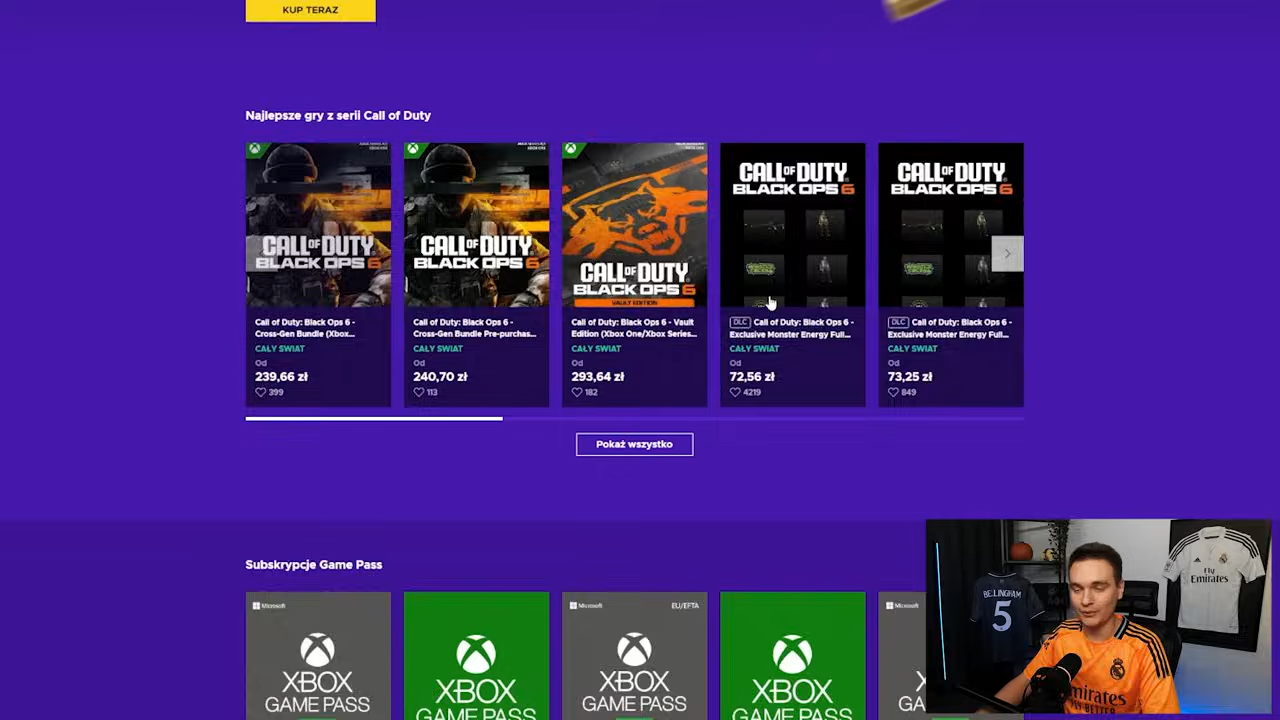 KUP TERAZ
Najlepsze gry z serii Call of Duty
CALL OF DUTY
BLACK OPS 6
CALL OF DUTY
BLACK OPS 6
CALL OF DUTY
BLACK OPS 6
VAULT EDITION
CALL OF DUTY
BLACK OPS 6
CALL OF DUTY
BLACK OPS 6
Call of Duty: Black Ops 6 -
Cross-Gen Bundle (Xbox...
CAŁY ŚWIAT
Od
239,66 zł
399
Call of Duty: Black Ops 6 -
Cross-Gen Bundle Pre-purchas...
CAŁY ŚWIAT
Od
240,70 zł
113
Call of Duty: Black Ops 6 - Vault
Edition (Xbox One/Xbox Series...
CAŁY ŚWIAT
Od
293,64 zł
182
DLC Call of Duty: Black Ops 6 -
Exclusive Monster Energy Full...
CAŁY ŚWIAT
Od
72,56 zł
4219
DLC Call of Duty: Black Ops 6 -
Exclusive Monster Energy Full...
CAŁY ŚWIAT
Od
73,25 zł
849
Pokaż wszystko
Subskrypcje Game Pass
Microsoft
XBOX
GAME PASS
XBOX
GAME PASS
Microsoft EU/EFTA
XBOX
GAME PASS
XBOX
GAME PASS
Microsoft
BELLINGHAM
5
Fly
Emirates